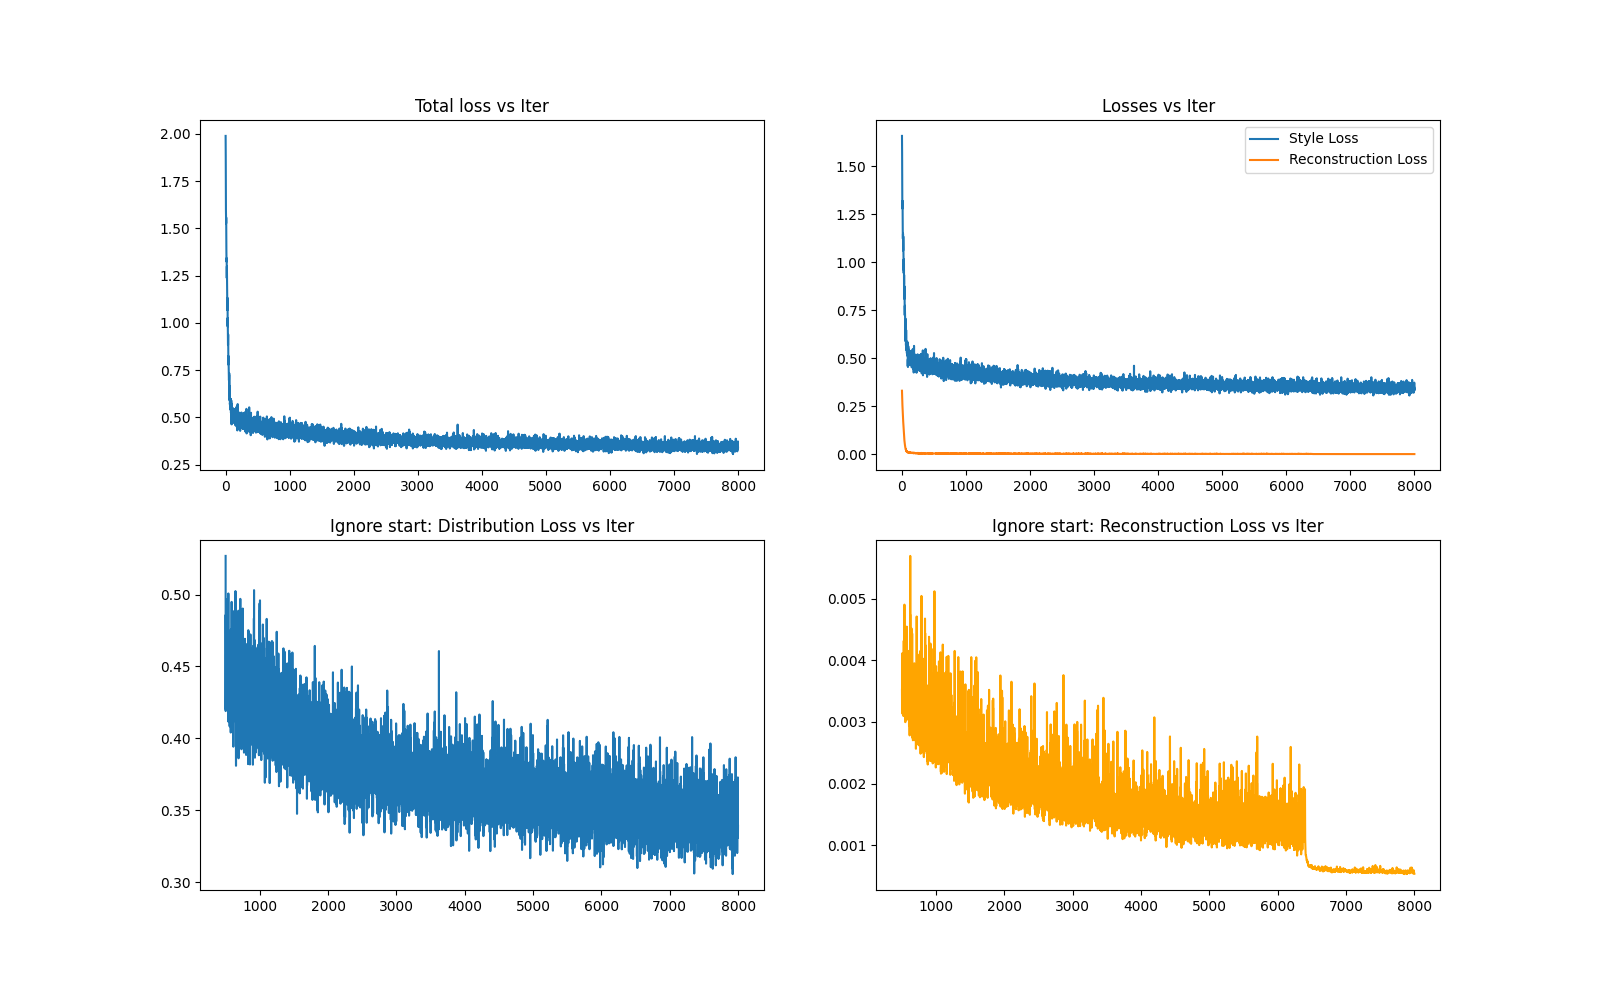 Total loss vs Iter
2.00
1.75
1.50
1.25
1.00
0.75
0.50
0.25
0 1000 2000 3000 4000 5000 6000 7000 8000
Losses vs Iter
Style Loss
Reconstruction Loss
1.50
1.25
1.00
0.75
0.50
0.25
0.00
0 1000 2000 3000 4000 5000 6000 7000 8000
Ignore start: Distribution Loss vs Iter
0.50
0.45
0.40
0.35
0.30
1000 2000 3000 4000 5000 6000 7000 8000
Ignore start: Reconstruction Loss vs Iter
0.005
0.004
0.003
0.002
0.001
1000 2000 3000 4000 5000 6000 7000 8000